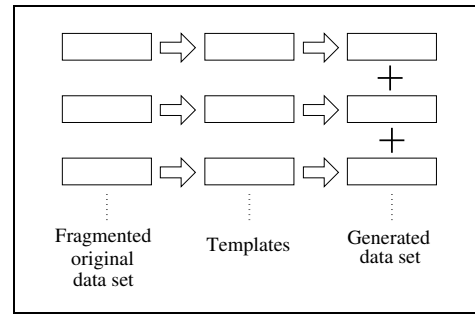 +
+
Fragmented
original
data set
Templates
Generated
data set